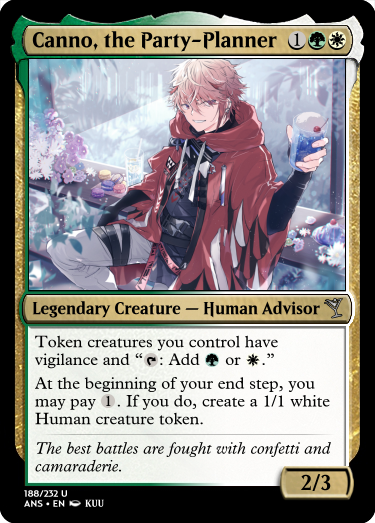 Canno, the Party-Planner 1
Legendary Creature — Human Advisor
Token creatures you control have
vigilance and “: Add or .”
At the beginning of your end step, you
may pay 1. If you do, create a 1/1 white
Human creature token.
The best battles are fought with confetti and
camaraderie.
2/3
188/232 U
ANS • EN KUU